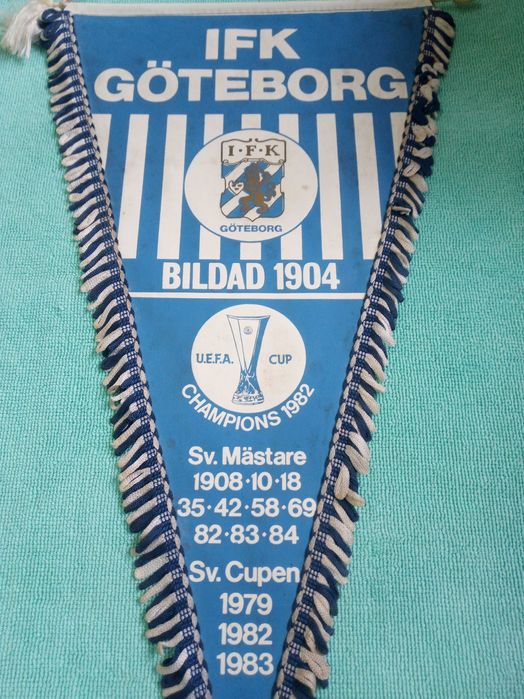 IFK
GÖTEBORG
I·F·K
GÖTEBORG
BILDAD 1904
U.E.F.A. CUP
CHAMPIONS 1982
Sv. Mästare
1908·10·18
35·42·58·69
82·83·84
Sv. Cupen
1979
1982
1983